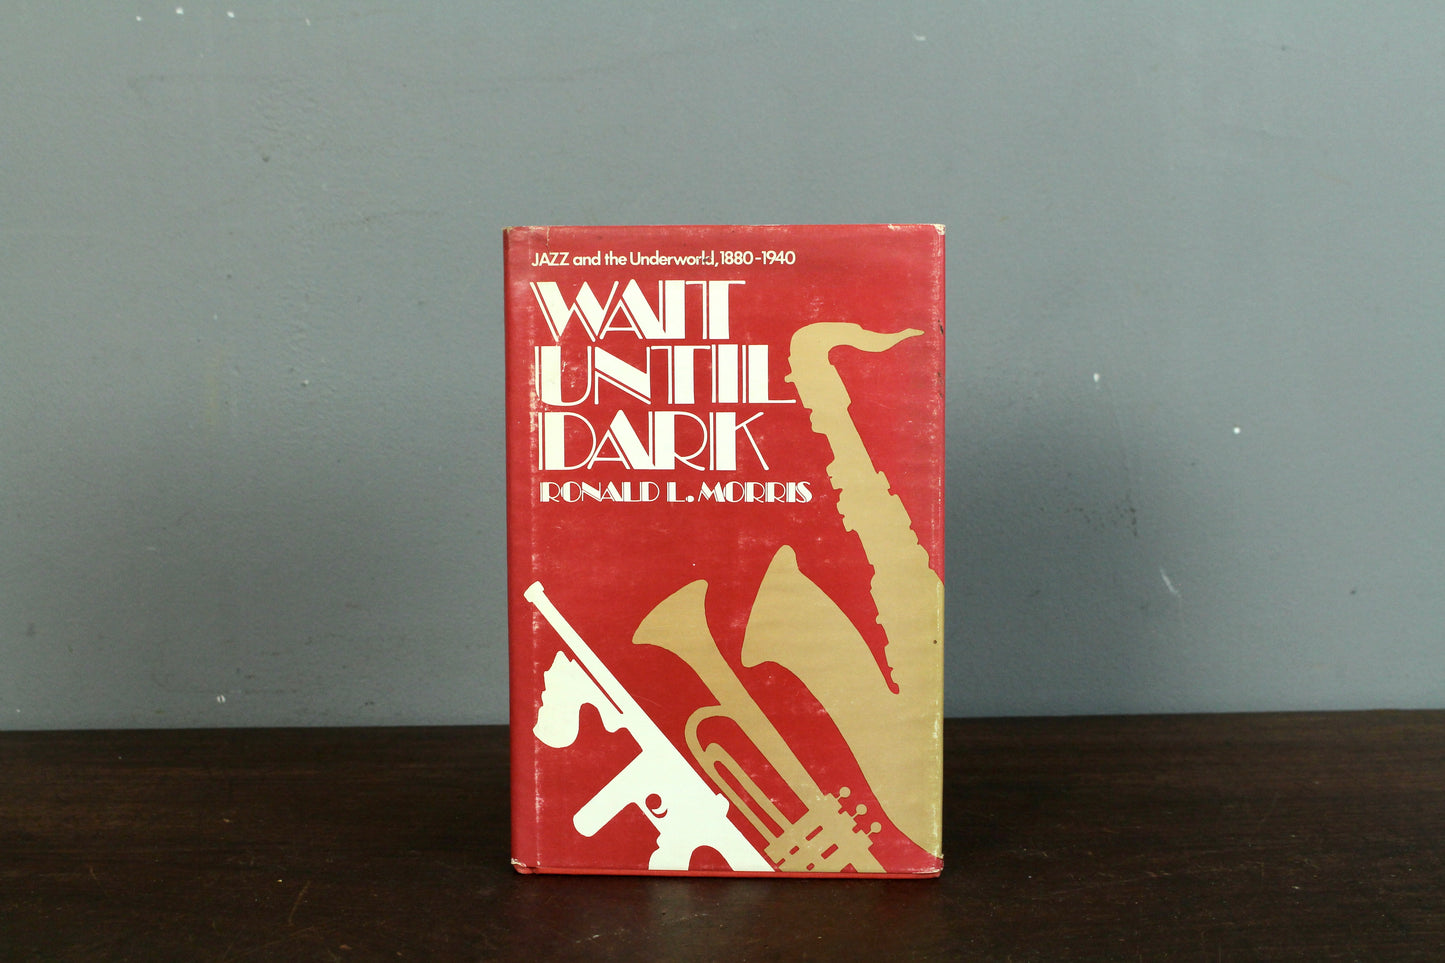 JAZZ and the Underworld, 1880-1940
WAIT
UNTIL
DARK
RONALD L. MORRIS